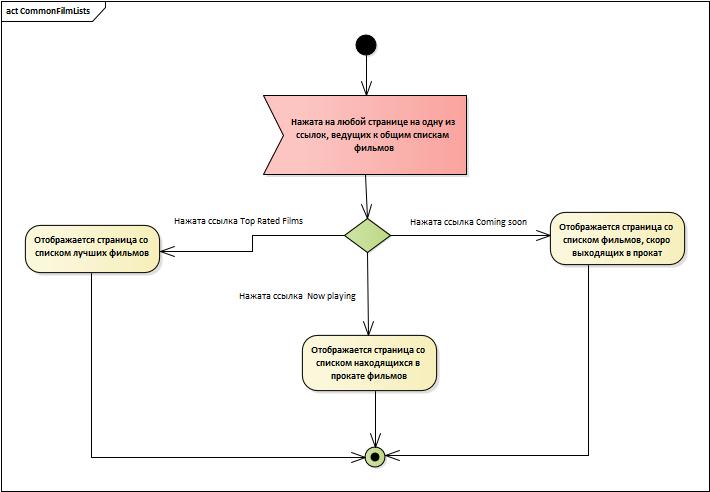 act CommonFilmLists
Нажата на любой странице на одну из
ссылок, ведущих к общим спискам
фильмов
Нажата ссылка Top Rated Films
Нажата ссылка Coming soon
Отображается страница со
списком лучших фильмов
Отображается страница со
списком фильмов, скоро
выходящих в прокат
Нажата ссылка  Now playing
Отображается страница со
списком находящихся в
прокате фильмов